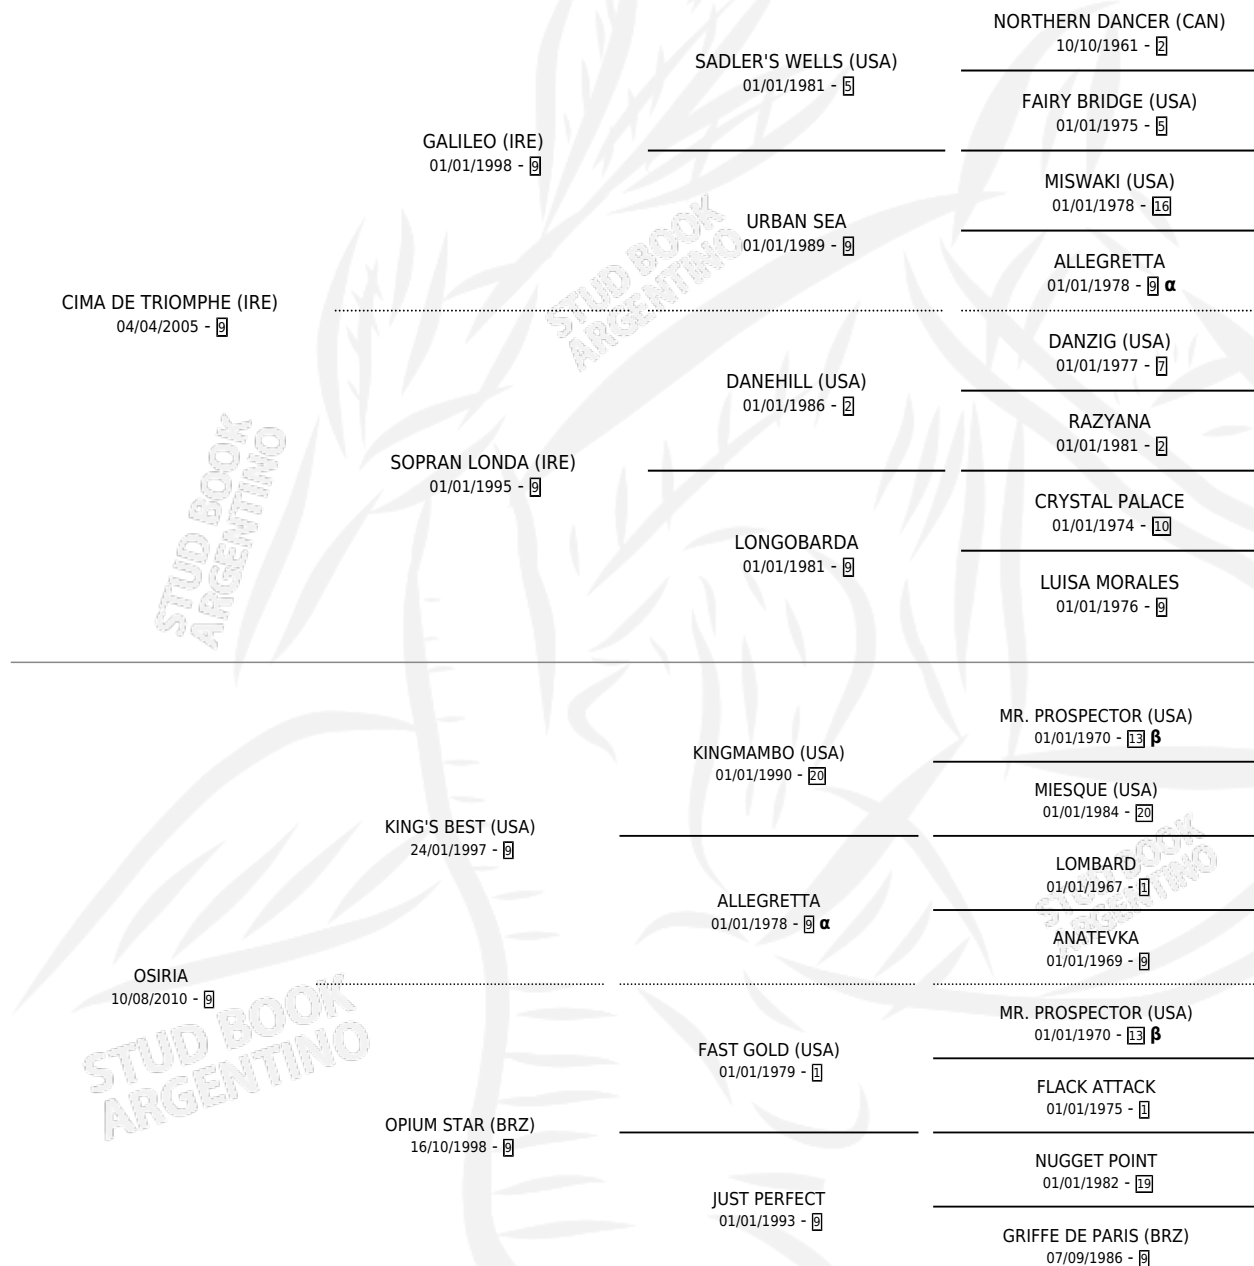 NORTHERN DANCER (CAN)
10/10/1961 - 2
SADLER'S WELLS (USA)
01/01/1981 - 5
FAIRY BRIDGE (USA)
01/01/1975 - 5
GALILEO (IRE)
01/01/1998 - 9
MISWAKI (USA)
01/01/1978 - 16
URBAN SEA
01/01/1989 - 9
ALLEGRETTA
01/01/1978 - 9 α
CIMA DE TRIOMPHE (IRE)
04/04/2005 - 9
DANZIG (USA)
01/01/1977 - 7
DANEHILL (USA)
01/01/1986 - 2
RAZYANA
01/01/1981 - 2
SOPRAN LONDA (IRE)
01/01/1995 - 9
CRYSTAL PALACE
01/01/1974 - 10
LONGOBARDA
01/01/1981 - 9
LUISA MORALES
01/01/1976 - 9
MR. PROSPECTOR (USA)
01/01/1970 - 13 β
KINGMAMBO (USA)
01/01/1990 - 20
MIESQUE (USA)
01/01/1984 - 20
KING'S BEST (USA)
24/01/1997 - 9
LOMBARD
01/01/1967 - 1
ALLEGRETTA
01/01/1978 - 9 α
ANATEVKA
01/01/1969 - 9
OSIRIA
10/08/2010 - 9
MR. PROSPECTOR (USA)
01/01/1970 - 13 β
FAST GOLD (USA)
01/01/1979 - 1
FLACK ATTACK
01/01/1975 - 1
OPIUM STAR (BRZ)
16/10/1998 - 9
NUGGET POINT
01/01/1982 - 19
JUST PERFECT
01/01/1993 - 9
GRIFFE DE PARIS (BRZ)
07/09/1986 - 9
STUD BOOK
ARGENTINO
STUD BOOK
ARGENTINO
STUD BOOK
ARGENTINO
STUD BOOK
ARGENTINO